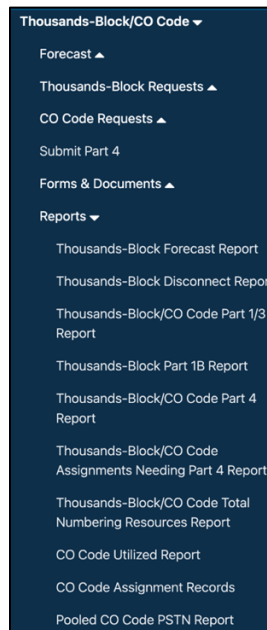 Thousands-Block/CO Code
Forecast
Thousands-Block Requests
CO Code Requests
Submit Part 4
Forms & Documents
Reports
Thousands-Block Forecast Report
Thousands-Block Disconnect Repor
Thousands-Block/CO Code Part 1/3
Report
Thousands-Block Part 1B Report
Thousands-Block/CO Code Part 4
Report
Thousands-Block/CO Code
Assignments Needing Part 4 Report
Thousands-Block/CO Code Total
Numbering Resources Report
CO Code Utilized Report
CO Code Assignment Records
Pooled CO Code PSTN Report